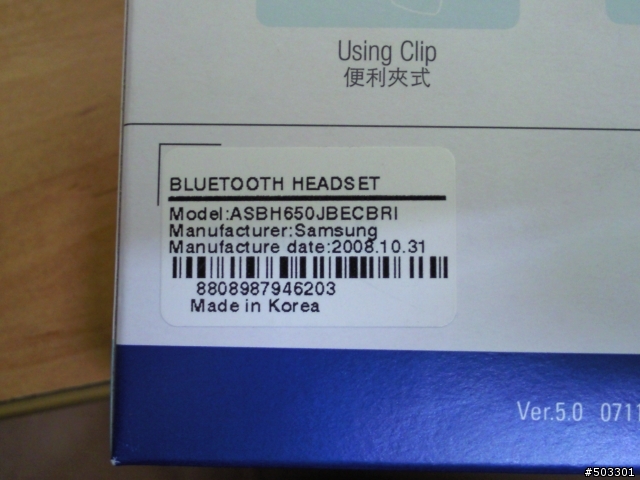 Using Clip
便利夾式
BLUETOOTH HEADSET
Model:ASBH650JBECBRI
Manufacturer:Samsung
Manufacture date:2008.10.31
8808987946203
Made in Korea
Ver.5.0 0711
#503301